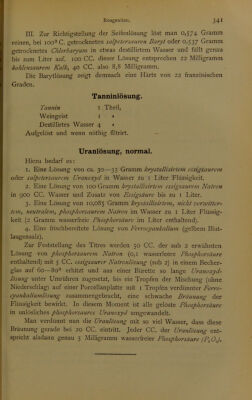 Reagentien. 341
III. Zur Richtigstellung der Seifenlösung löst man 0,574 Gramm
reinen, bei 100° C. getrocknetes salpetersauren Baryt oder 0,537 Gramm
getrocknetes Chlorbaryum in etwas destillirtem Wasser und füllt genau
bis zum Liter auf. 100 CC. dieser Lösung entsprechen 22 Milligramm
kohlensaurem Kalk, 40 CC. also 8,8 Milligramm.
Die Barytlösung zeigt demnach eine Härte von 22 französischen
Graden.
Tanninlösung.
Tannin 1 Theil,
Weingeist 1 »
Destillirtes Wasser 4 »
Aufgelöst und wenn nöthig filtrirt.
Uranlösung, normal.
Hierzu bedarf es:
1. Eine Lösung von ca. 30—35 Gramm krystallisirtem essigsaurem
oder salpetersaurem Uranoxyd in Wasser zu 1 Liter Flüssigkeit.
2. Eine Lösung von 100 Gramm krystallisirtem essigsaurem Natron
in 900 CC. Wasser und Zusatz von Essigsäure bis zu 1 Liter.
3. Eine Lösung von 10,085 Gramm krystallisirtem, nicht verwitter-
tem, neutralem, phosphorsaurem Natron im Wasser zu 1 Liter Flüssig-
keit (2 Gramm wasserfreie Phosphorsäure im Liter enthaltend).
4. Eine frischbereitete Lösung von Ferrocyankalium (gelbem Blut-
laugensalz).
Zur Feststellung des Titres werden 50 CC. der sub 2 erwähnten
Lösung von phosphorsaurem Natron (0,1 wasserfreies Phosphorsäure
enthaltend) mit 5 CC. essigsaurer Natronlösung (sub 2) in einem Becher-
glas auf 60—80° erhitzt und aus einer Bürette so lange Uranoxyd-
lösung unter Umrühren zugesetzt, bis ein Tropfen der Mischung (ohne
Niederschlag) auf einer Porcellanplatte mit 1 Tropfen verdünnter Ferro-
cyankaliumlösung zusammengebracht, eine schwache Bräunung der
Flüssigkeit bewirkt. In diesem Moment ist alle gelöste Phosphorsäure
in unlösliches phosphorsaures Uranoxyd umgewandelt.
Man verdünnt nun die Uranlösung mit so viel Wasser, dass diese
Bräunung gerade bei 20 CC. eintritt. Jeder CC. der Uranlösung ent-
spricht alsdann genau 5 Milligramm wasserfreier Phosphorsäure (P₂O₅).